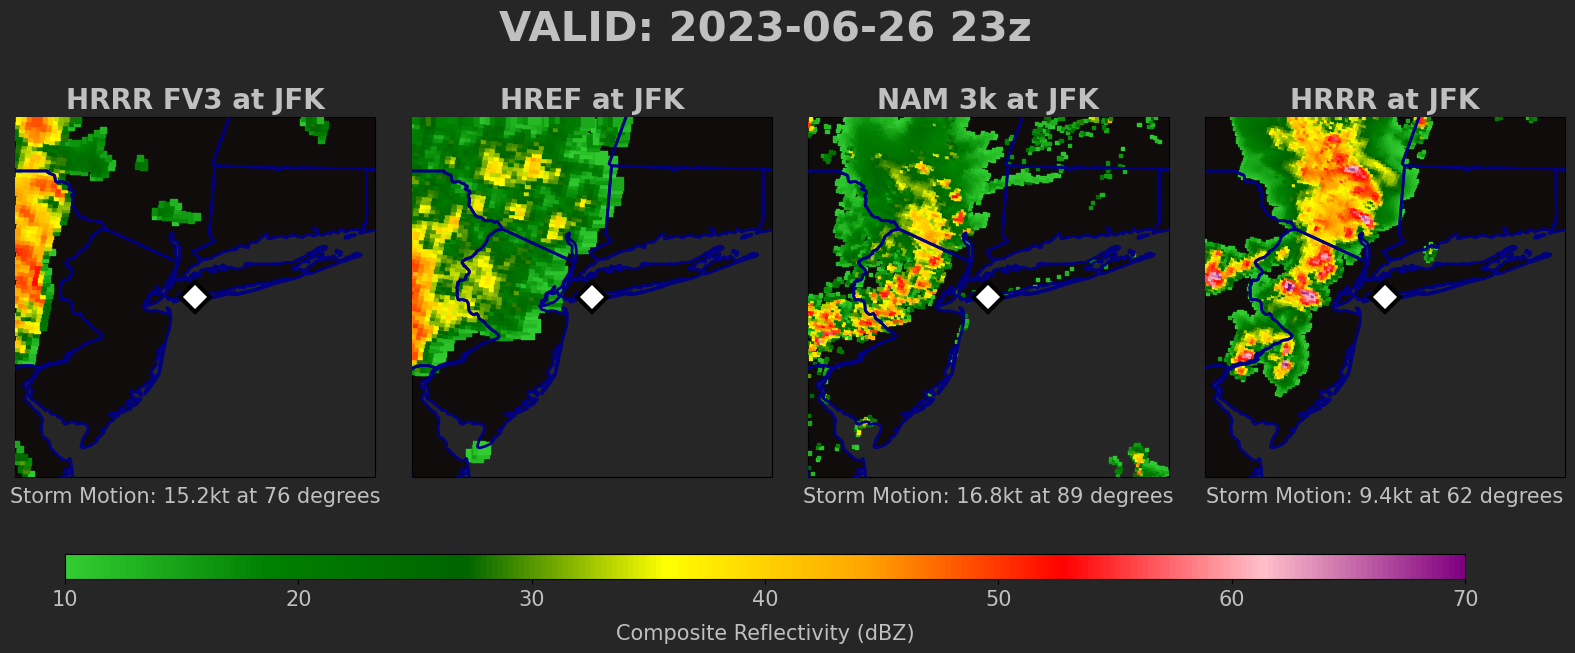 VALID: 2023-06-26 23z
HRRR FV3 at JFK
HREF at JFK
NAM 3k at JFK
HRRR at JFK
Storm Motion: 15.2kt at 76 degrees
Storm Motion: 16.8kt at 89 degrees
Storm Motion: 9.4kt at 62 degrees
10 20 30 40 50 60 70
Composite Reflectivity (dBZ)